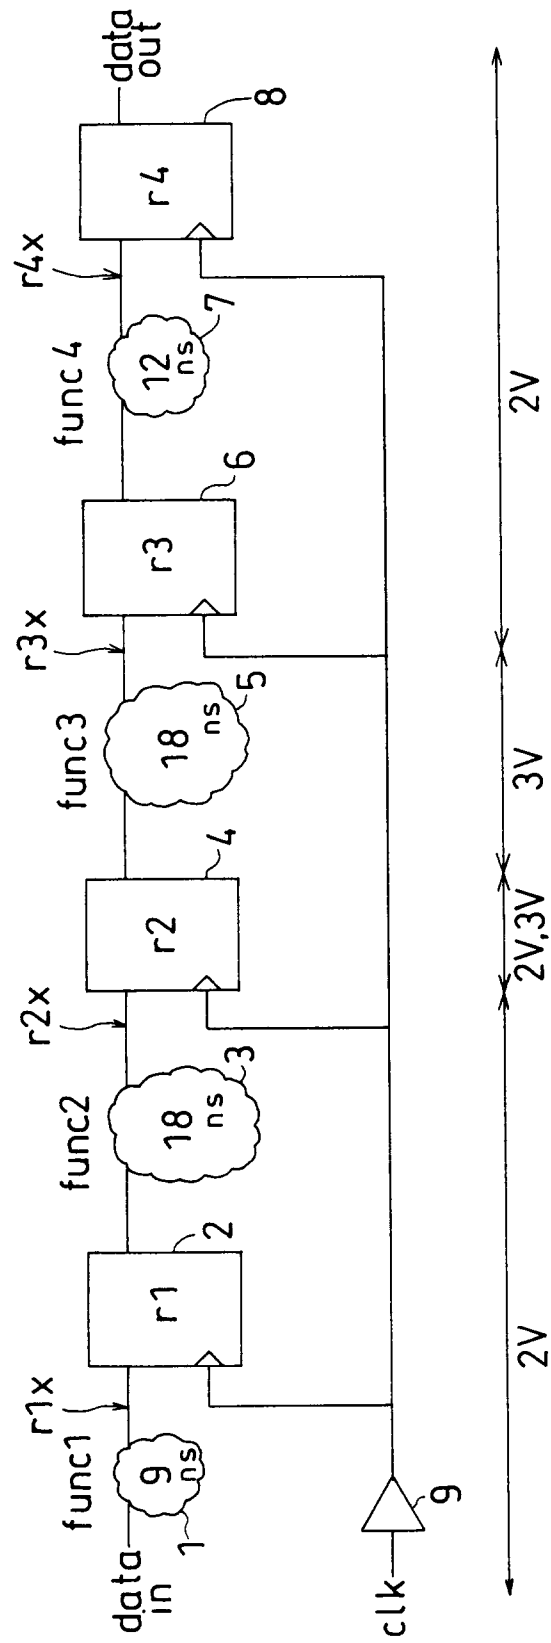 func1
r1x
func2
r2x
func3
r3x
func4
r4x
data
in
9
ns
1
r1
2
18
ns
3
r2
4
18
ns
5
r3
6
12
ns
7
r4
8
data
out
clk
9
2V
2V,3V
3V
2V